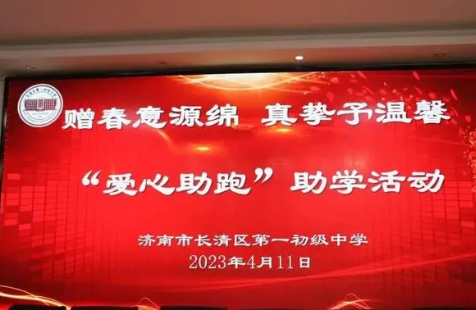 赠春意源绵 真挚予温馨
“爱心助跑”助学活动
济南市长清区第一初级中学
2023年4月11日